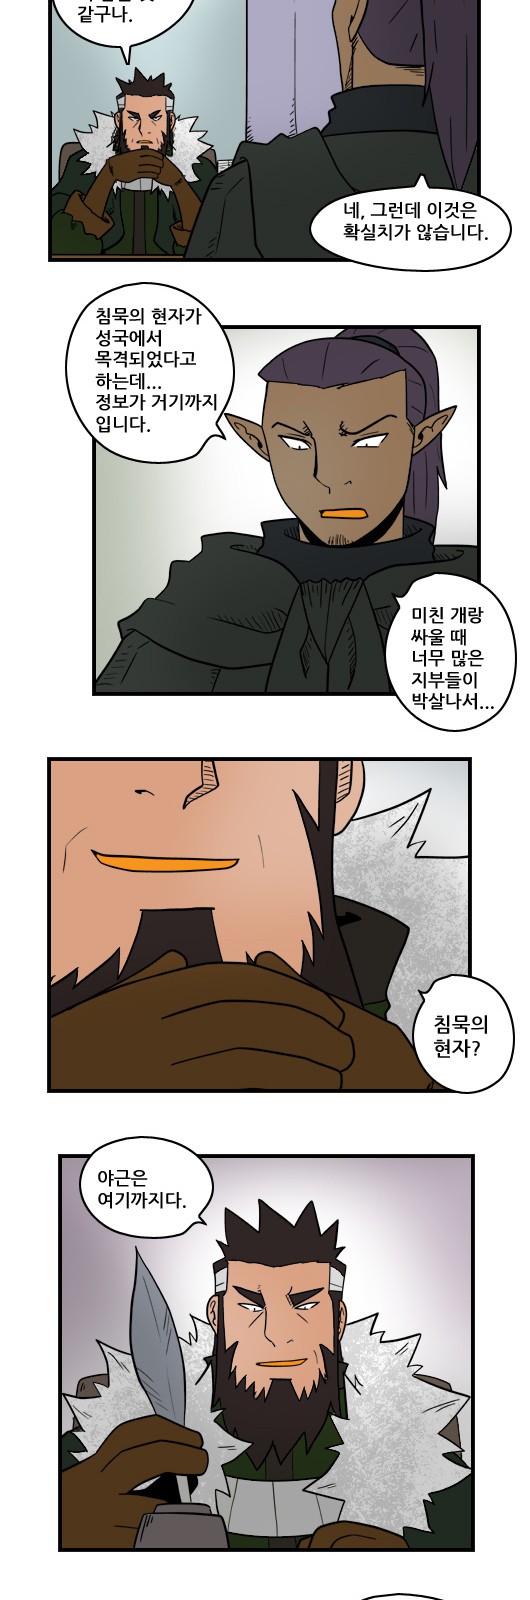 같구나.
네, 그런데 이것은
확실치가 않습니다.
침묵의 현자가
성국에서
목격되었다고
하는데...
정보가 거기까지
입니다.
미친 개랑
싸울 때
너무 많은
지부들이
박살나서...
침묵의
현자?
야근은
여기까지다.